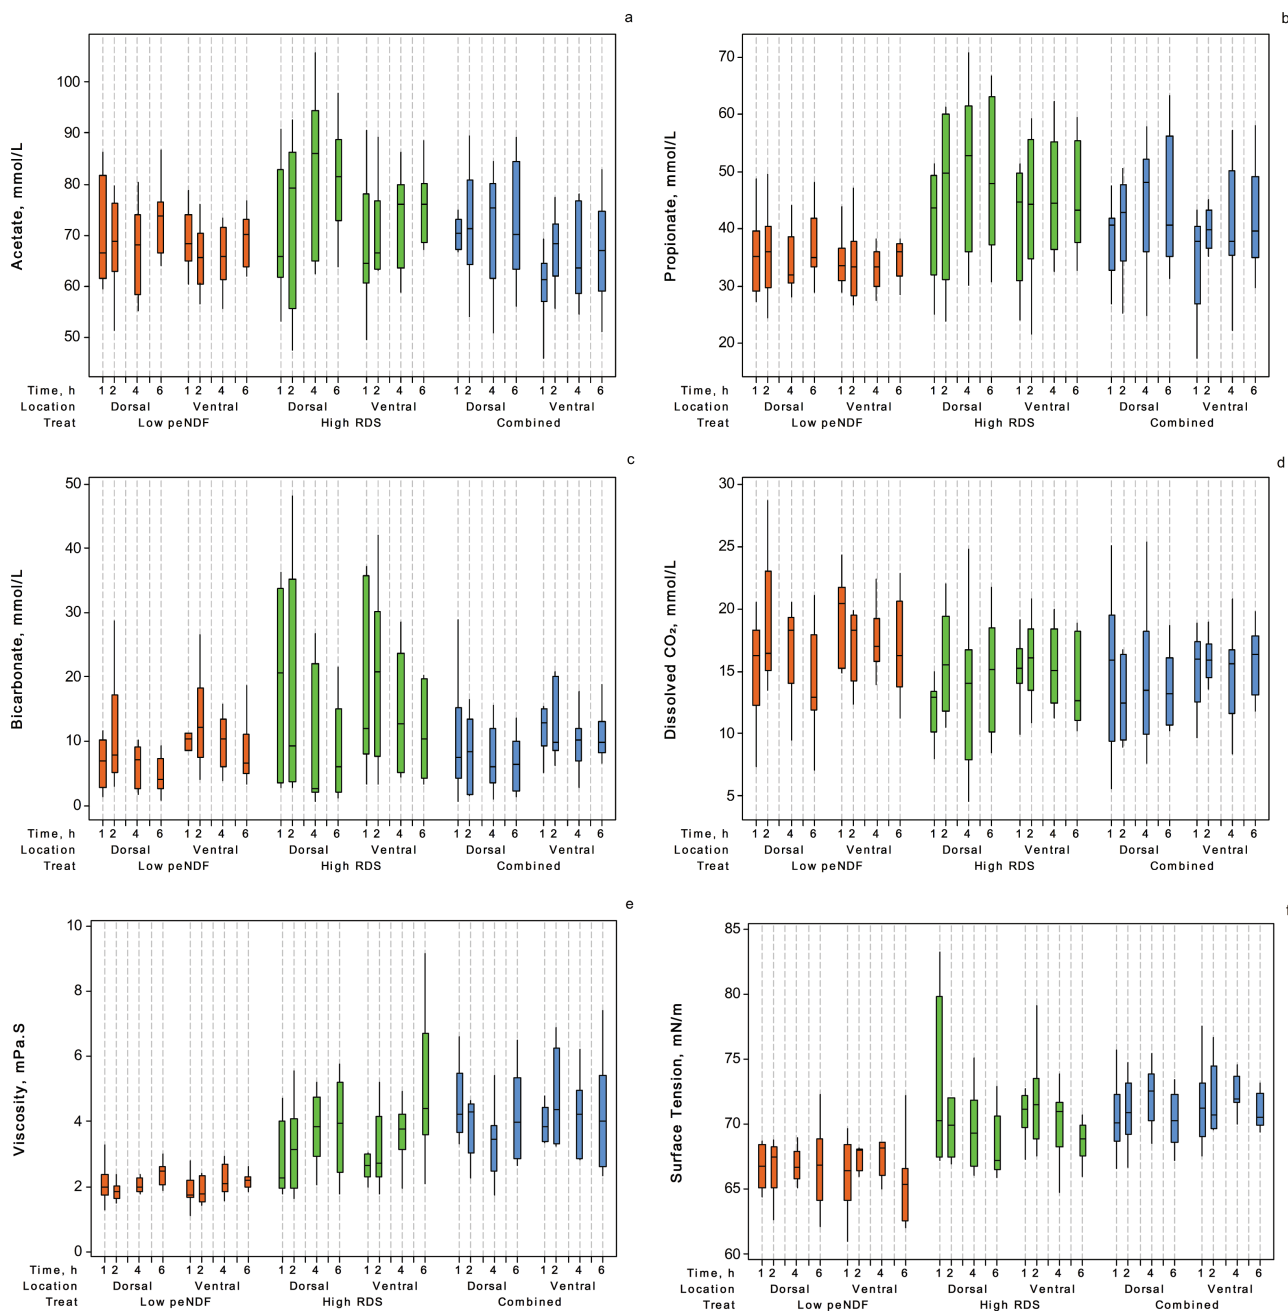 a
Acetate, mmol/L
100
90
80
70
60
50
Time, h 1 2 4 6 1 2 4 6 1 2 4 6 1 2 4 6 1 2 4 6 1 2 4 6
Location Dorsal Ventral Dorsal Ventral Dorsal Ventral
Treat Low peNDF High RDS Combined
b
Propionate, mmol/L
70
60
50
40
30
20
Time, h 1 2 4 6 1 2 4 6 1 2 4 6 1 2 4 6 1 2 4 6 1 2 4 6
Location Dorsal Ventral Dorsal Ventral Dorsal Ventral
Treat Low peNDF High RDS Combined
c
Bicarbonate, mmol/L
50
40
30
20
10
0
Time, h 1 2 4 6 1 2 4 6 1 2 4 6 1 2 4 6 1 2 4 6 1 2 4 6
Location Dorsal Ventral Dorsal Ventral Dorsal Ventral
Treat Low peNDF High RDS Combined
d
Dissolved CO₂, mmol/L
30
25
20
15
10
5
Time, h 1 2 4 6 1 2 4 6 1 2 4 6 1 2 4 6 1 2 4 6 1 2 4 6
Location Dorsal Ventral Dorsal Ventral Dorsal Ventral
Treat Low peNDF High RDS Combined
e
Viscosity, mPa.S
10
8
6
4
2
0
Time, h 1 2 4 6 1 2 4 6 1 2 4 6 1 2 4 6 1 2 4 6 1 2 4 6
Location Dorsal Ventral Dorsal Ventral Dorsal Ventral
Treat Low peNDF High RDS Combined
f
Surface Tension, mN/m
85
80
75
70
65
60
Time, h 1 2 4 6 1 2 4 6 1 2 4 6 1 2 4 6 1 2 4 6 1 2 4 6
Location Dorsal Ventral Dorsal Ventral Dorsal Ventral
Treat Low peNDF High RDS Combined